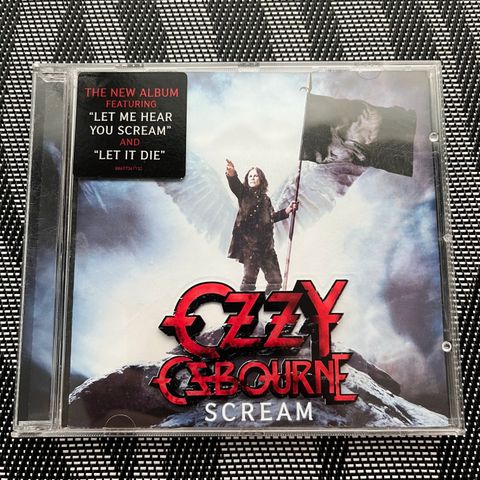 THE NEW ALBUM
FEATURING
"LET ME HEAR
YOU SCREAM"
AND
"LET IT DIE"
OZZY
OSBOURNE
SCREAM